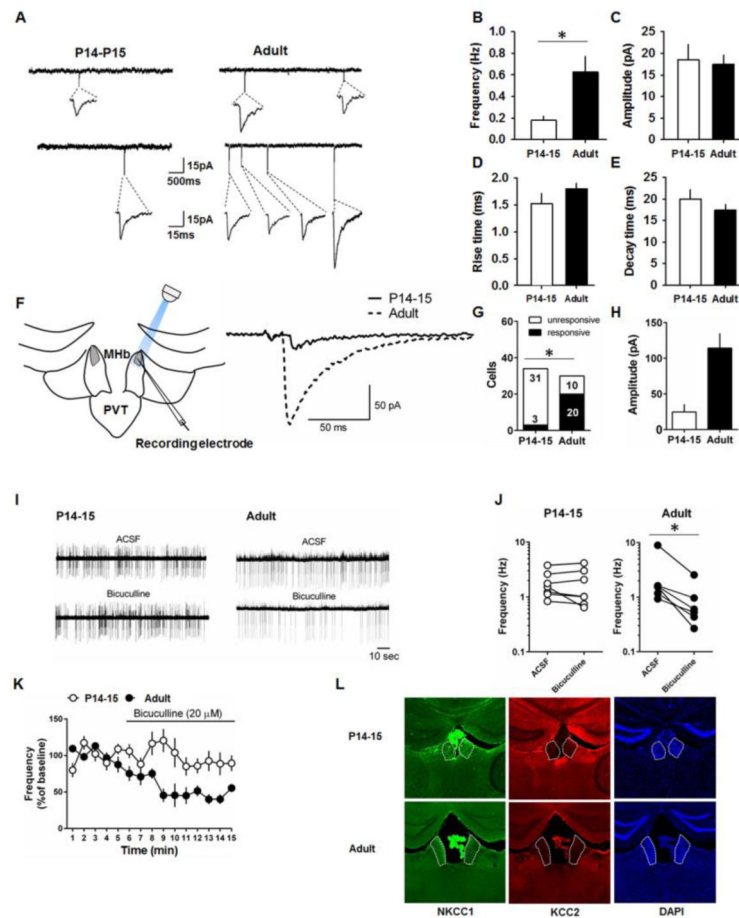 A
P14-P15
Adult
15pA
500ms
15pA
15ms
B
Frequency (Hz)
1.0
0.8
0.6
0.4
0.2
0.0
*
P14-15 Adult
C
Amplitude (pA)
25
20
15
10
5
0
P14-15 Adult
D
Rise time (ms)
2.0
1.5
1.0
0.5
0.0
P14-15 Adult
E
Decay time (ms)
25
20
15
10
5
0
P14-15 Adult
F
MHb
PVT
Recording electrode
P14-15
Adult
50 pA
50 ms
G
unresponsive
responsive
Cells
60
40
20
0
*
31
3
10
20
P14-15 Adult
H
Amplitude (pA)
150
100
50
0
P14-15 Adult
I
P14-15
Adult
ACSF
ACSF
Bicuculline
Bicuculline
10 sec
J
P14-15
Adult
Frequency (Hz)
10
1
0.1
ACSF
Bicuculline
*
Frequency (Hz)
10
1
0.1
ACSF
Bicuculline
K
P14-15 Adult
Bicuculline (20 µM)
Frequency
(% of baseline)
150
100
50
0
1 2 3 4 5 6 7 8 9 10 11 12 13 14 15
Time (min)
L
P14-15
Adult
NKCC1
KCC2
DAPI